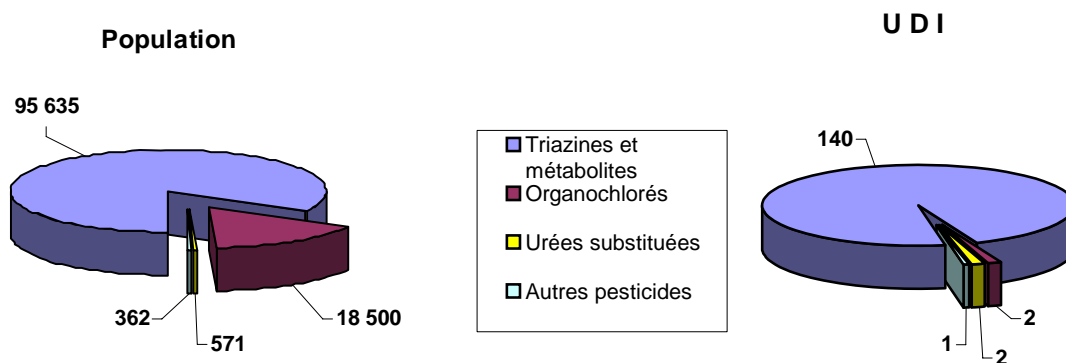 Population
95 635
362
571
18 500
Triazines et
métabolites
Organochlorés
Urées substituées
Autres pesticides
U D I
140
1
2
2